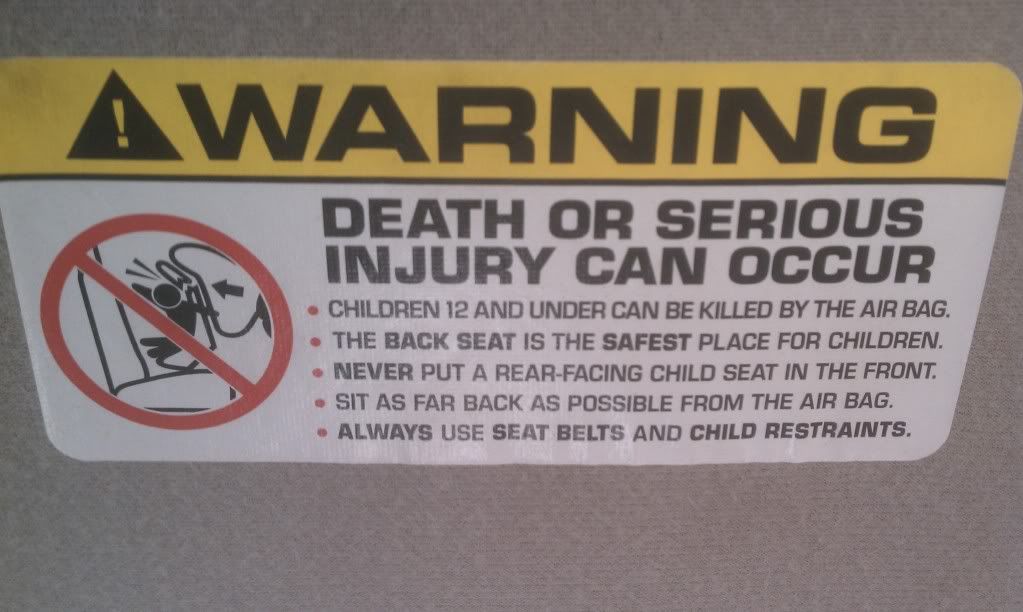 WARNING
DEATH OR SERIOUS
INJURY CAN OCCUR
• CHILDREN 12 AND UNDER CAN BE KILLED BY THE AIR BAG.
• THE BACK SEAT IS THE SAFEST PLACE FOR CHILDREN.
• NEVER PUT A REAR-FACING CHILD SEAT IN THE FRONT.
• SIT AS FAR BACK AS POSSIBLE FROM THE AIR BAG.
• ALWAYS USE SEAT BELTS AND CHILD RESTRAINTS.